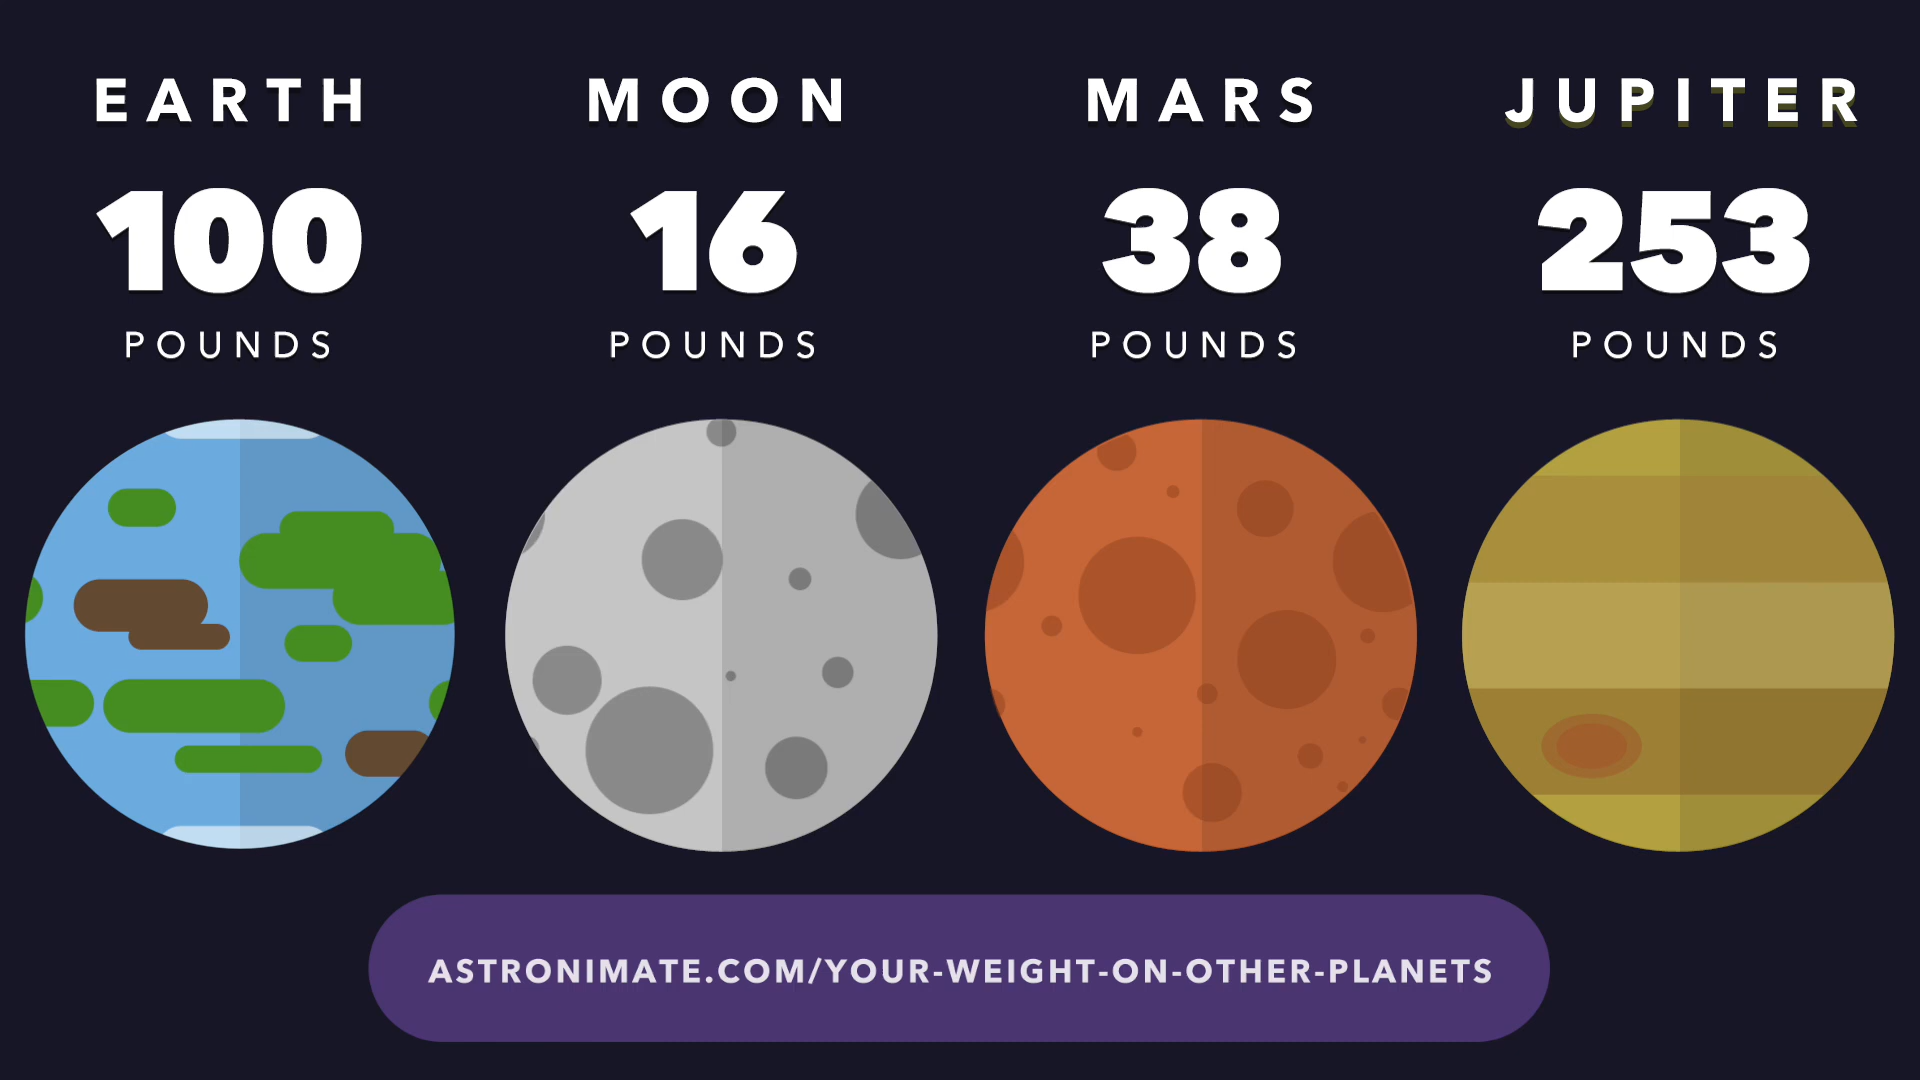 EARTH
100
POUNDS
MOON
16
POUNDS
MARS
38
POUNDS
JUPITER
253
POUNDS
ASTRONIMATE.COM/YOUR-WEIGHT-ON-OTHER-PLANETS